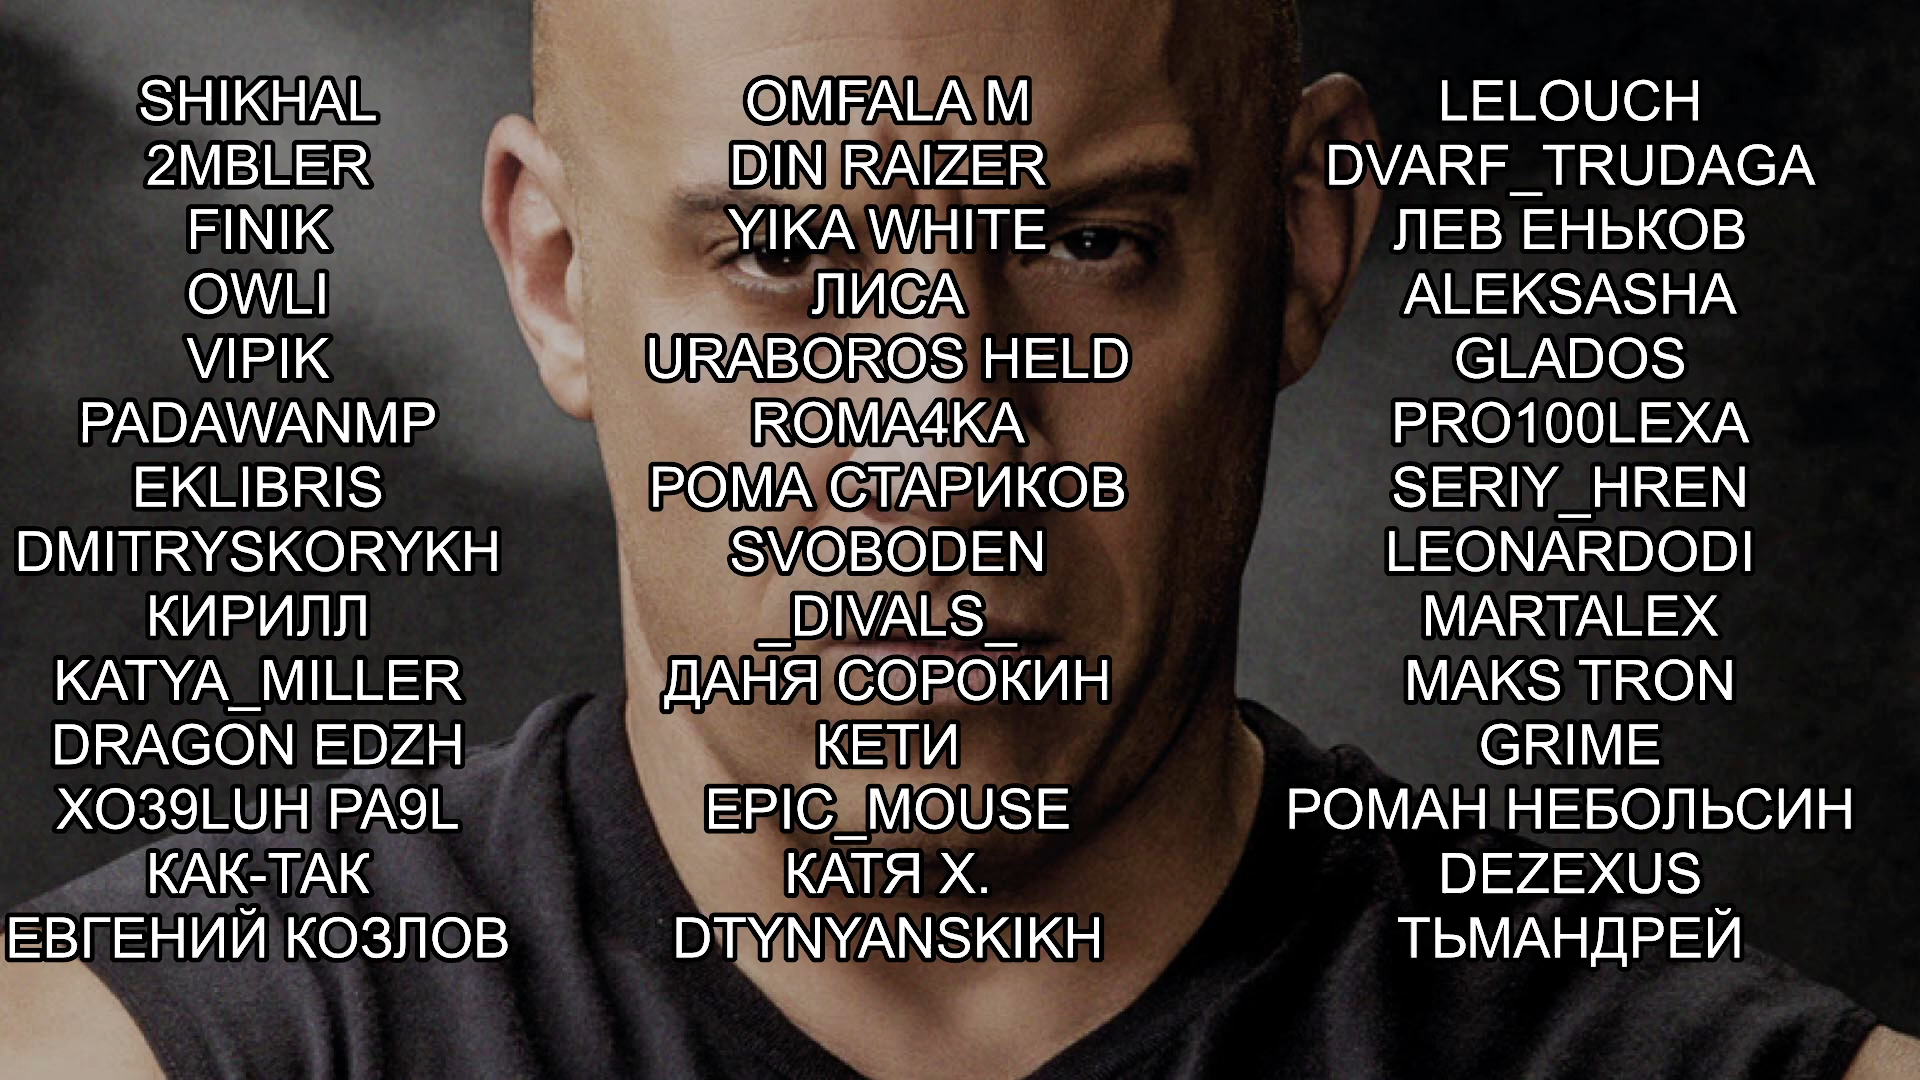 SHIKHAL
2MBLER
FINIK
OWLI
VIPIK
PADAWANMP
EKLIBRIS
DMITRYSKORYKH
КИРИЛЛ
KATYA_MILLER
DRAGON EDZH
XO39LUH PA9L
КАК-ТАК
ЕВГЕНИЙ КОЗЛОВ
OMFALA M
DIN RAIZER
YIKA WHITE
ЛИСА
URABOROS HELD
ROMA4KA
РОМА СТАРИКОВ
SVOBODEN
_DIVALS_
ДАНЯ СОРОКИН
КЕТИ
EPIC_MOUSE
КАТЯ Х.
DTYNYANSKIKH
LELOUCH
DVARF_TRUDAGA
ЛЕВ ЕНЬКОВ
ALEKSASHA
GLADOS
PRO100LEXA
SERIY_HREN
LEONARDODI
MARTALEX
MAKS TRON
GRIME
РОМАН НЕБОЛЬСИН
DEZEXUS
ТЬМАНДРЕЙ